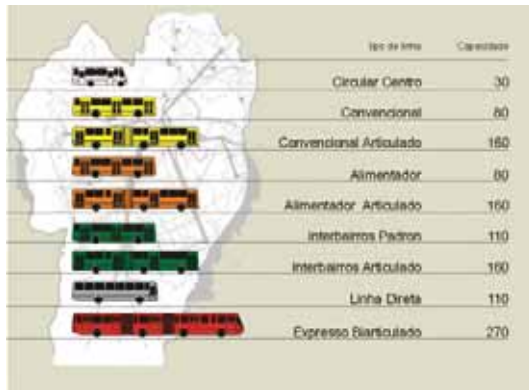 tipo de linha Capacidade
Circular Centro 30
Convencional 80
Convencional Articulado 160
Alimentador 80
Alimentador Articulado 160
Interbairros Padron 110
Interbairros Articulado 160
Linha Direta 110
Expresso Biarticulado 270